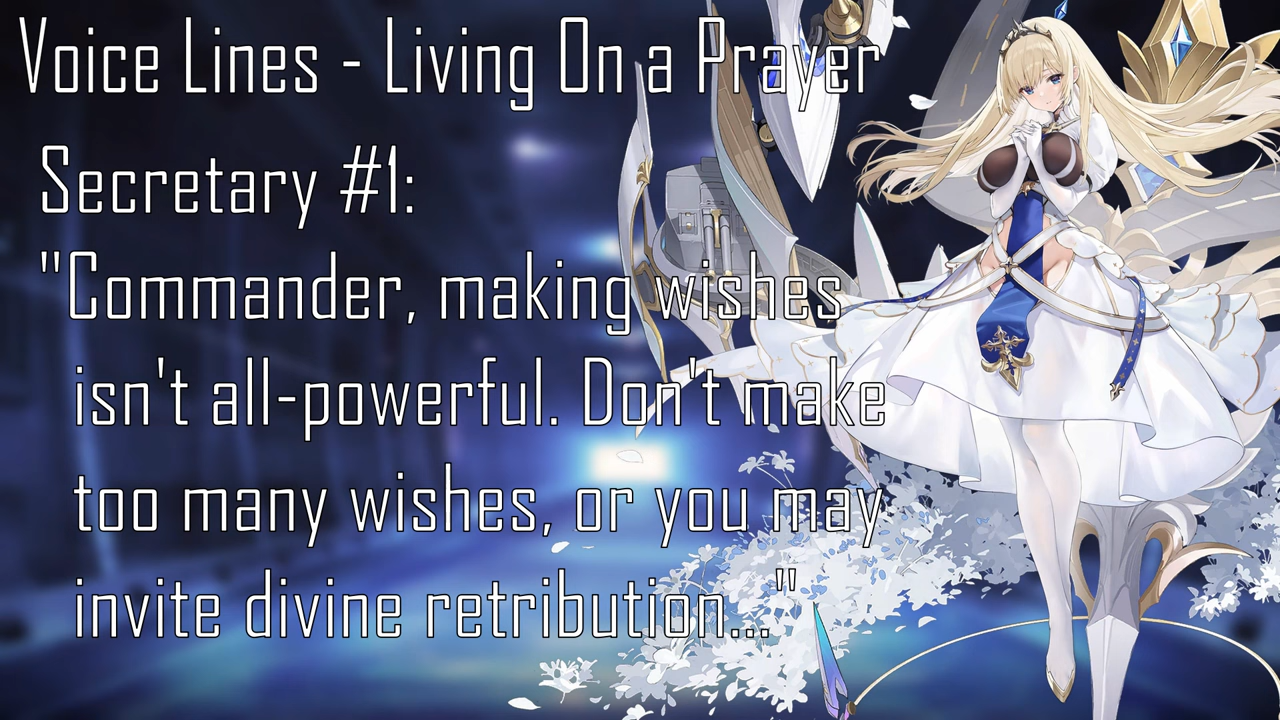 Voice Lines - Living On a Prayer
Secretary #1:
"Commander, making wishes
isn't all-powerful. Don't make
too many wishes, or you may
invite divine retribution..."